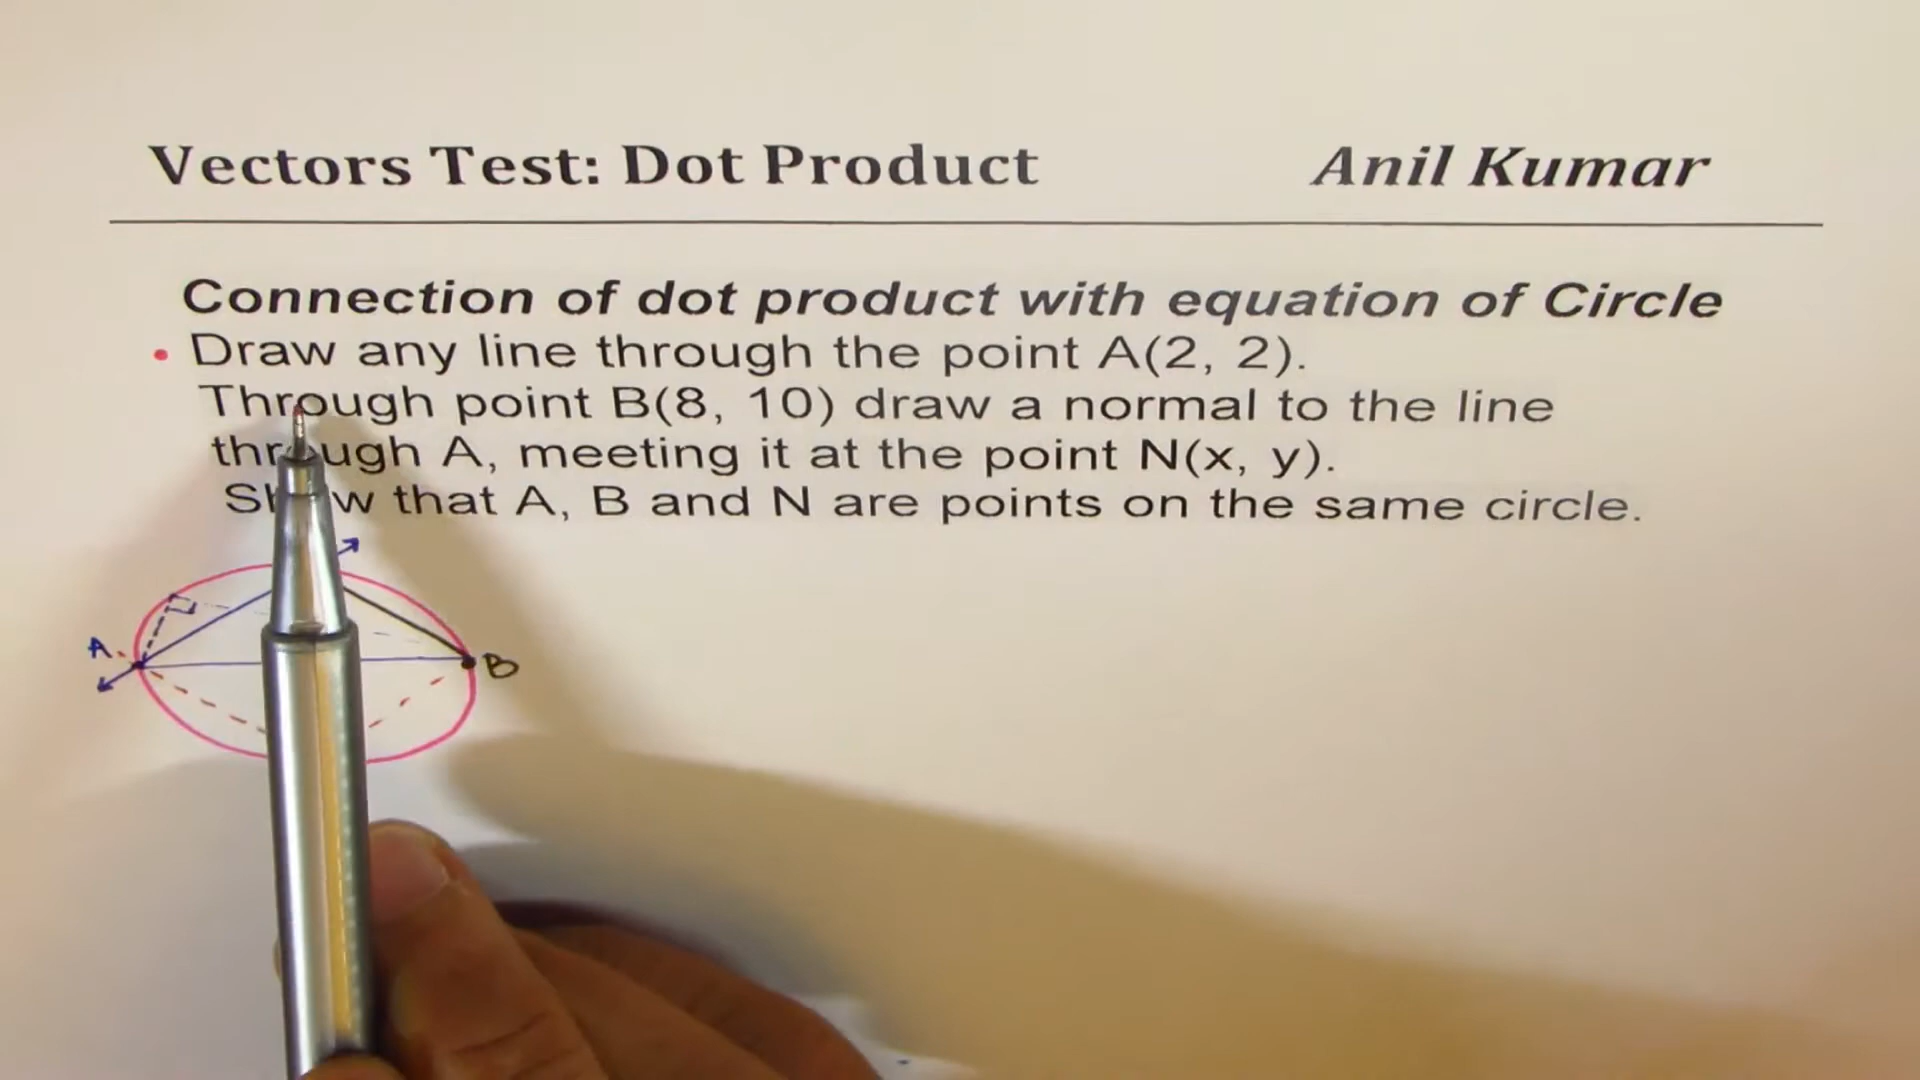 Vectors Test: Dot Product Anil Kumar
Connection of dot product with equation of Circle
• Draw any line through the point A(2, 2).
Through point B(8, 10) draw a normal to the line
through A, meeting it at the point N(x, y).
Show that A, B and N are points on the same circle.
A
B